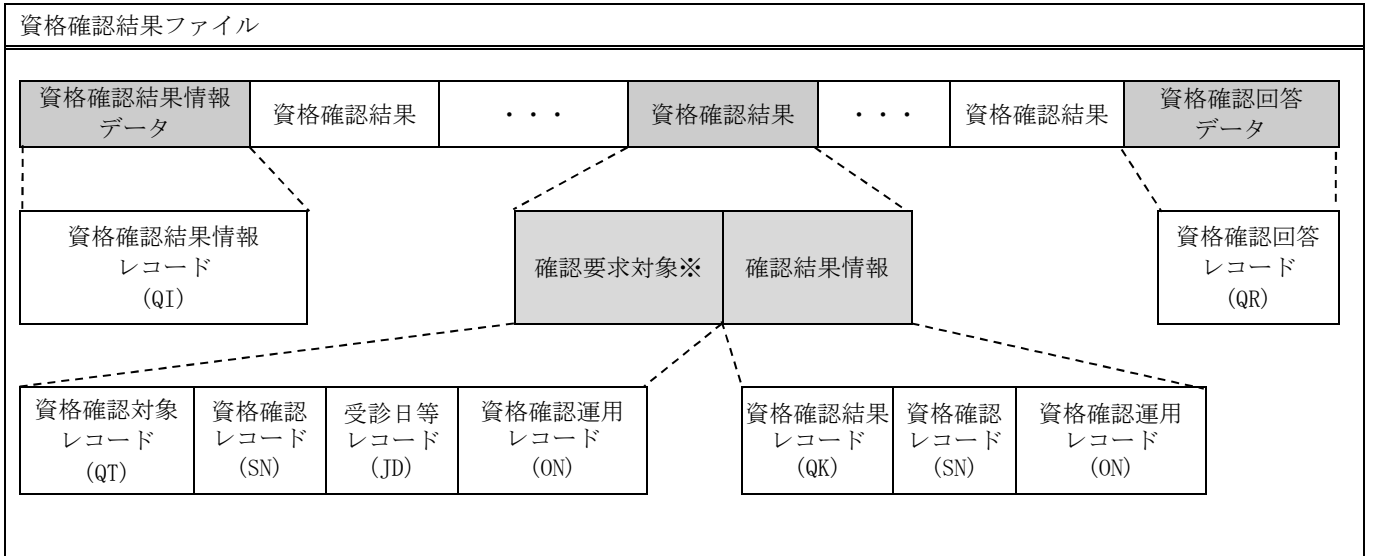 資格確認結果ファイル
資格確認結果情報
データ
資格確認結果
・・・
資格確認結果
・・・
資格確認結果
資格確認回答
データ
資格確認結果情報
レコード
(QI)
確認要求対象※
確認結果情報
資格確認回答
レコード
(QR)
資格確認対象
レコード
(QT)
資格確認
レコード
(SN)
受診日等
レコード
(JD)
資格確認運用
レコード
(ON)
資格確認結果
レコード
(QK)
資格確認
レコード
(SN)
資格確認運用
レコード
(ON)